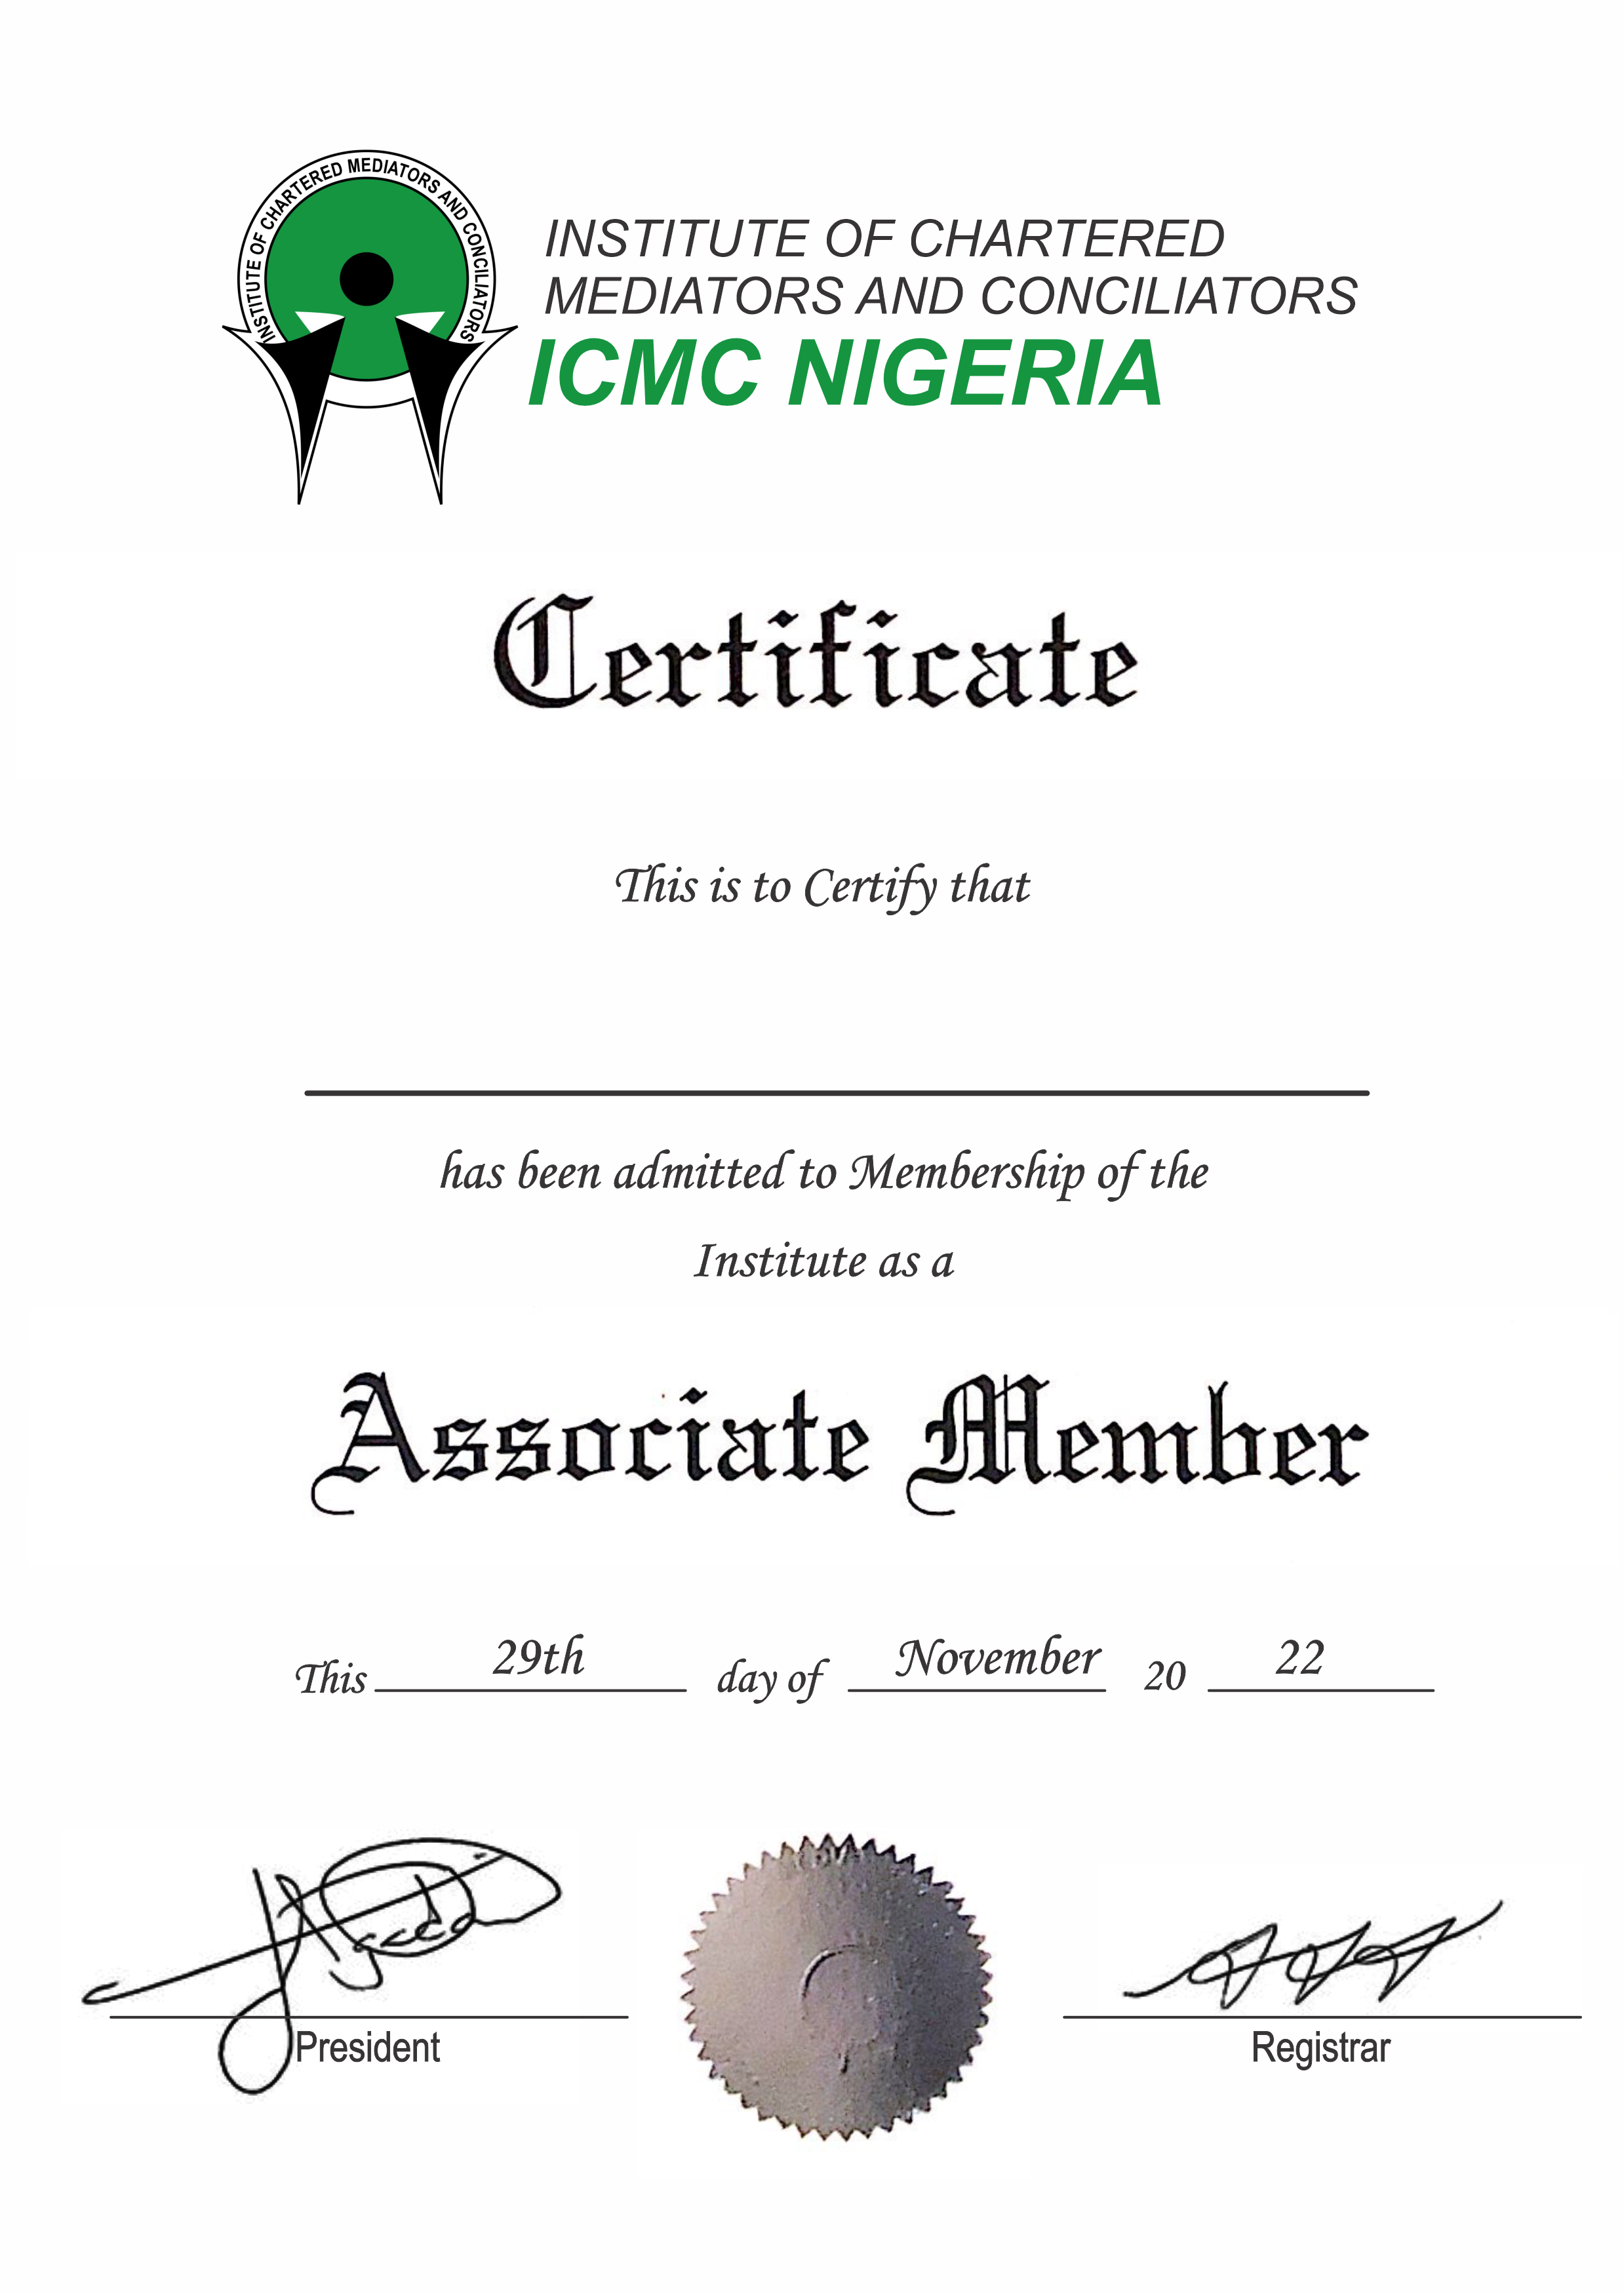 INSTITUTE OF CHARTERED MEDIATORS AND CONCILIATORS
INSTITUTE OF CHARTERED
MEDIATORS AND CONCILIATORS
ICMC NIGERIA
Certificate
This is to Certify that
has been admitted to Membership of the
Institute as a
Associate Member
This 29th day of November 20 22
President
Registrar